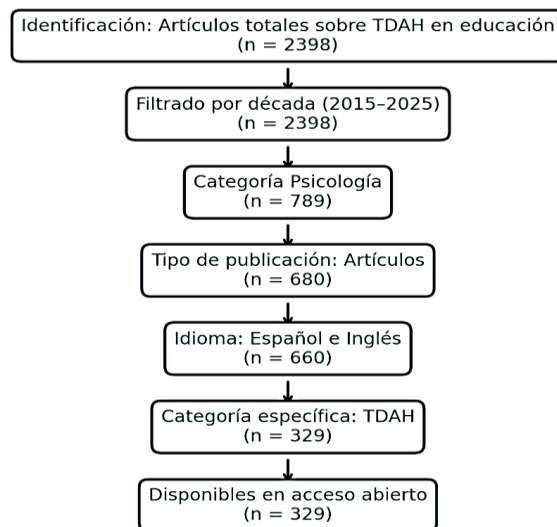 Identificación: Artículos totales sobre TDAH en educación
(n = 2398)
Filtrado por década (2015–2025)
(n = 2398)
Categoría Psicología
(n = 789)
Tipo de publicación: Artículos
(n = 680)
Idioma: Español e Inglés
(n = 660)
Categoría específica: TDAH
(n = 329)
Disponibles en acceso abierto
(n = 329)